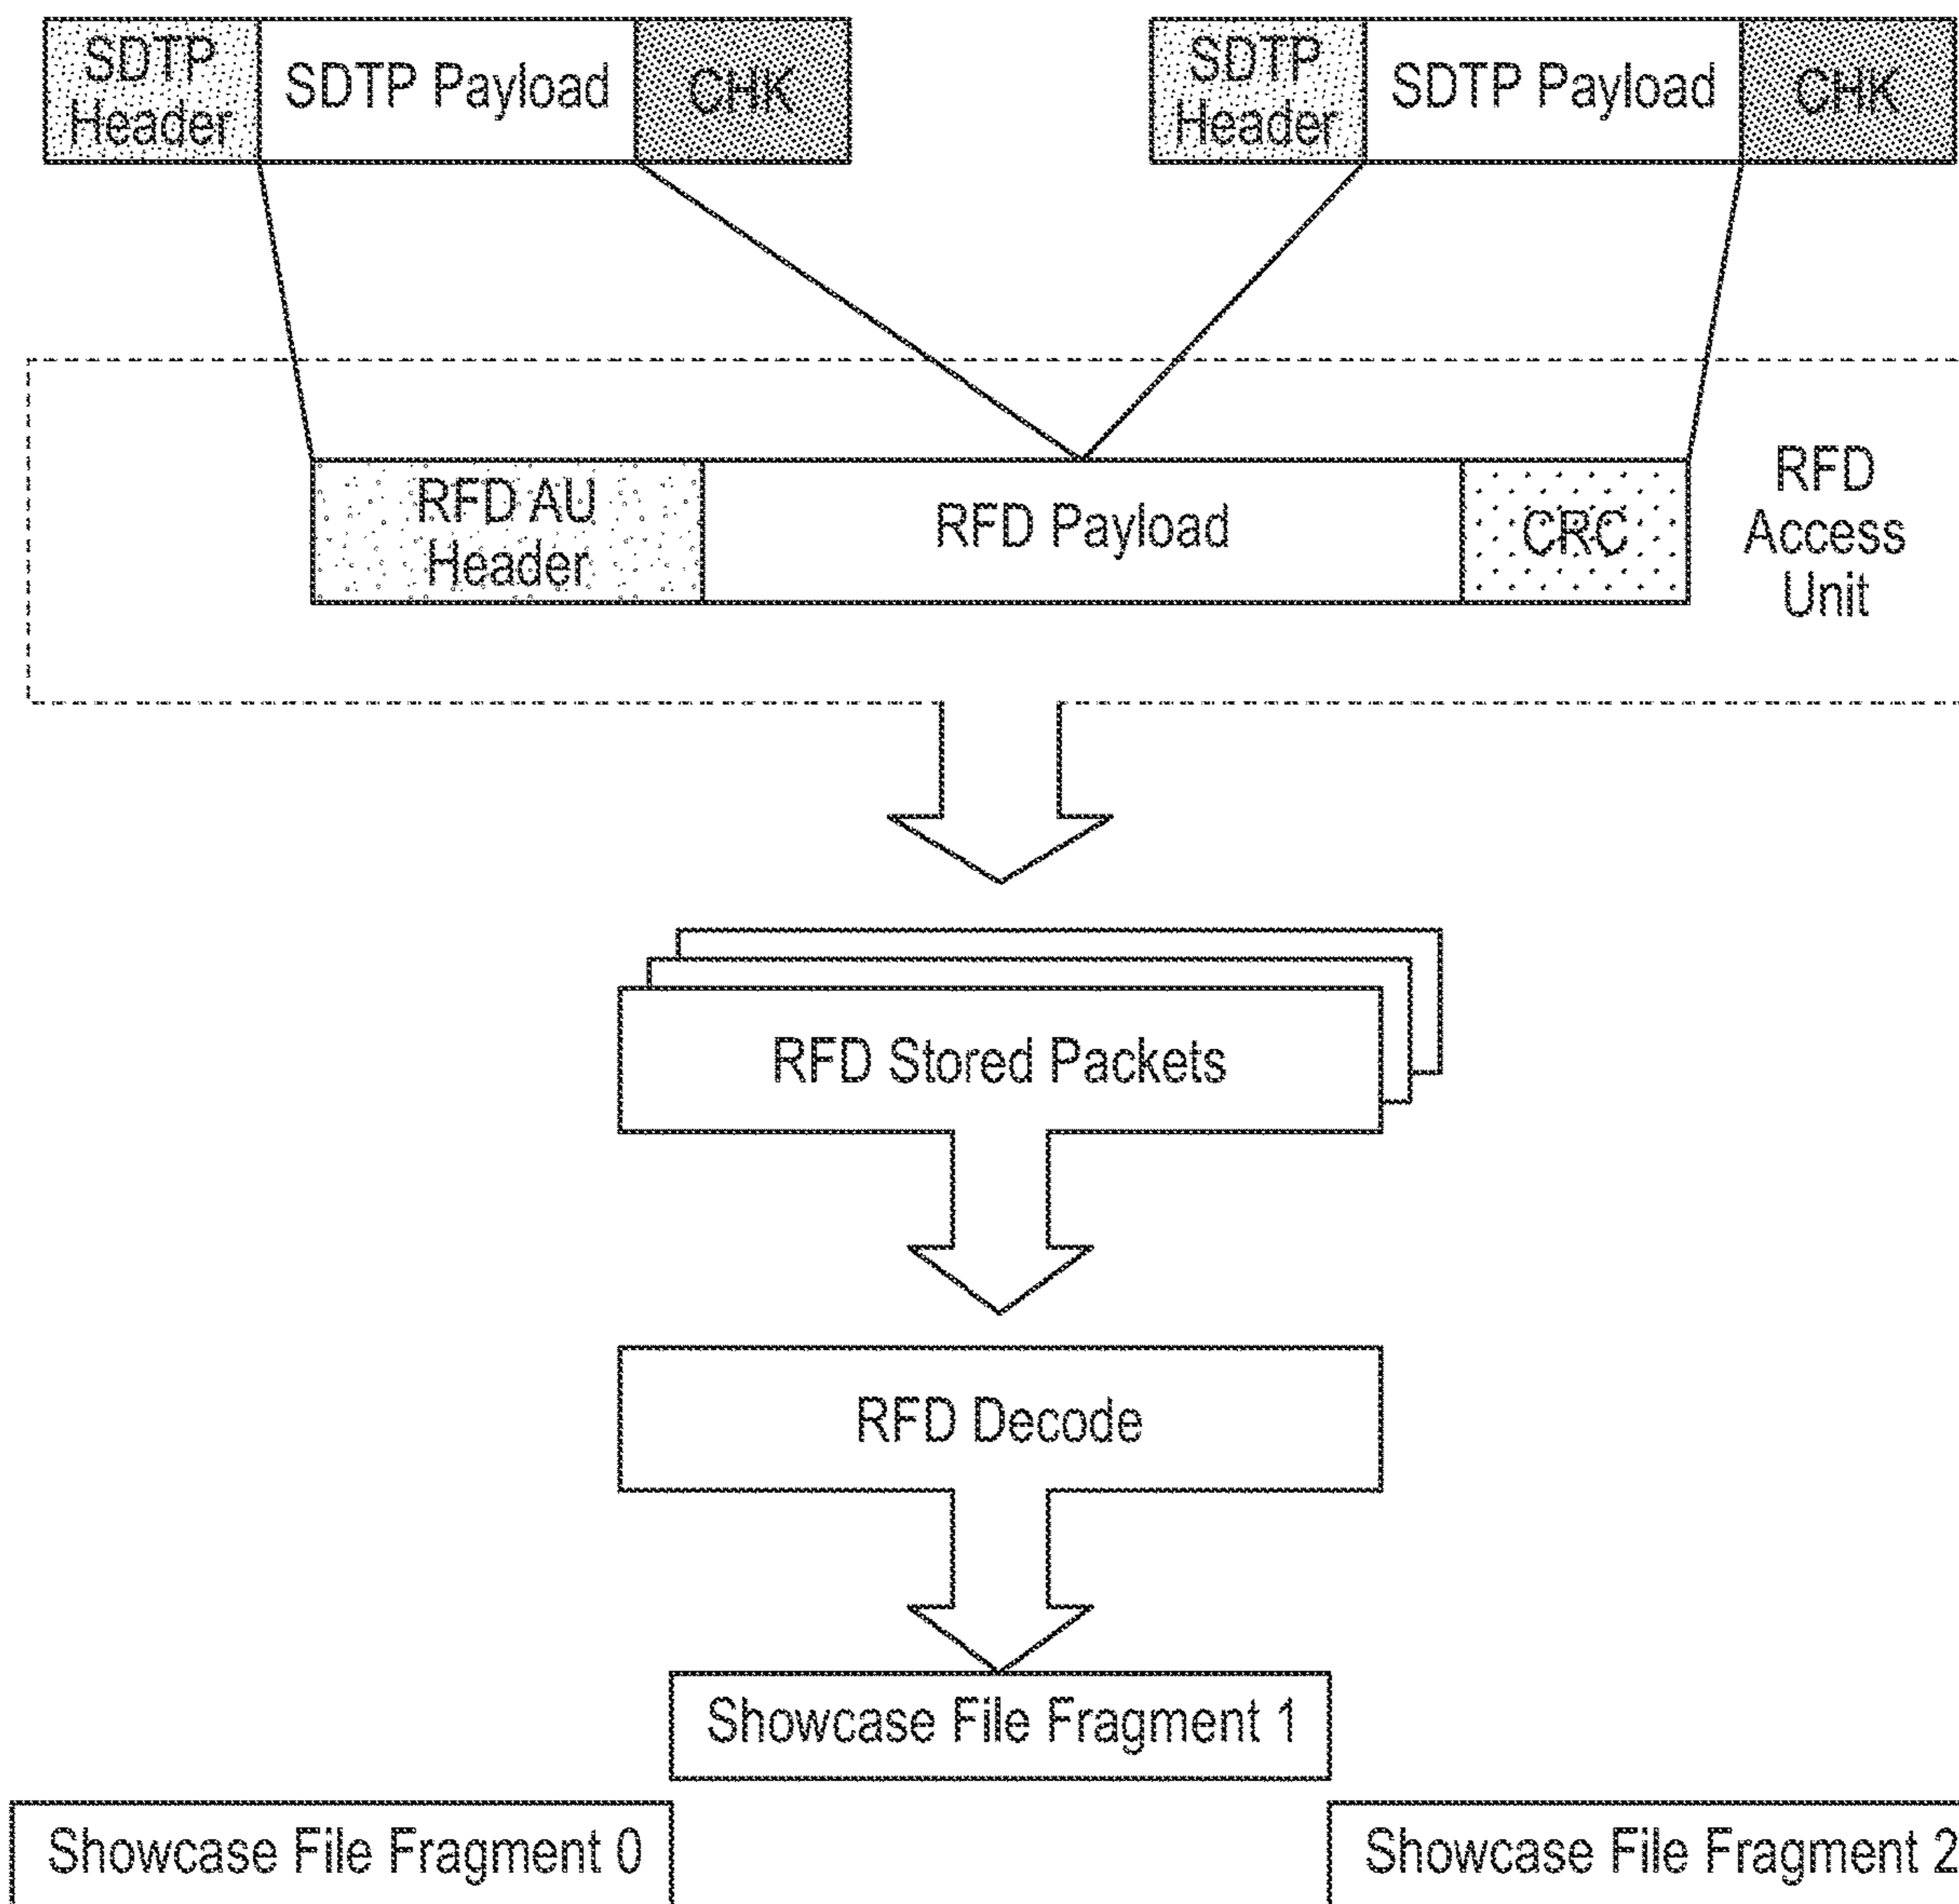 SDTP
Header
SDTP Payload
CHK
SDTP
Header
SDTP Payload
CHK
RFD AU
Header
RFD Payload
CRC
RFD
Access
Unit
RFD Stored Packets
RFD Decode
Showcase File Fragment 1
Showcase File Fragment 0
Showcase File Fragment 2